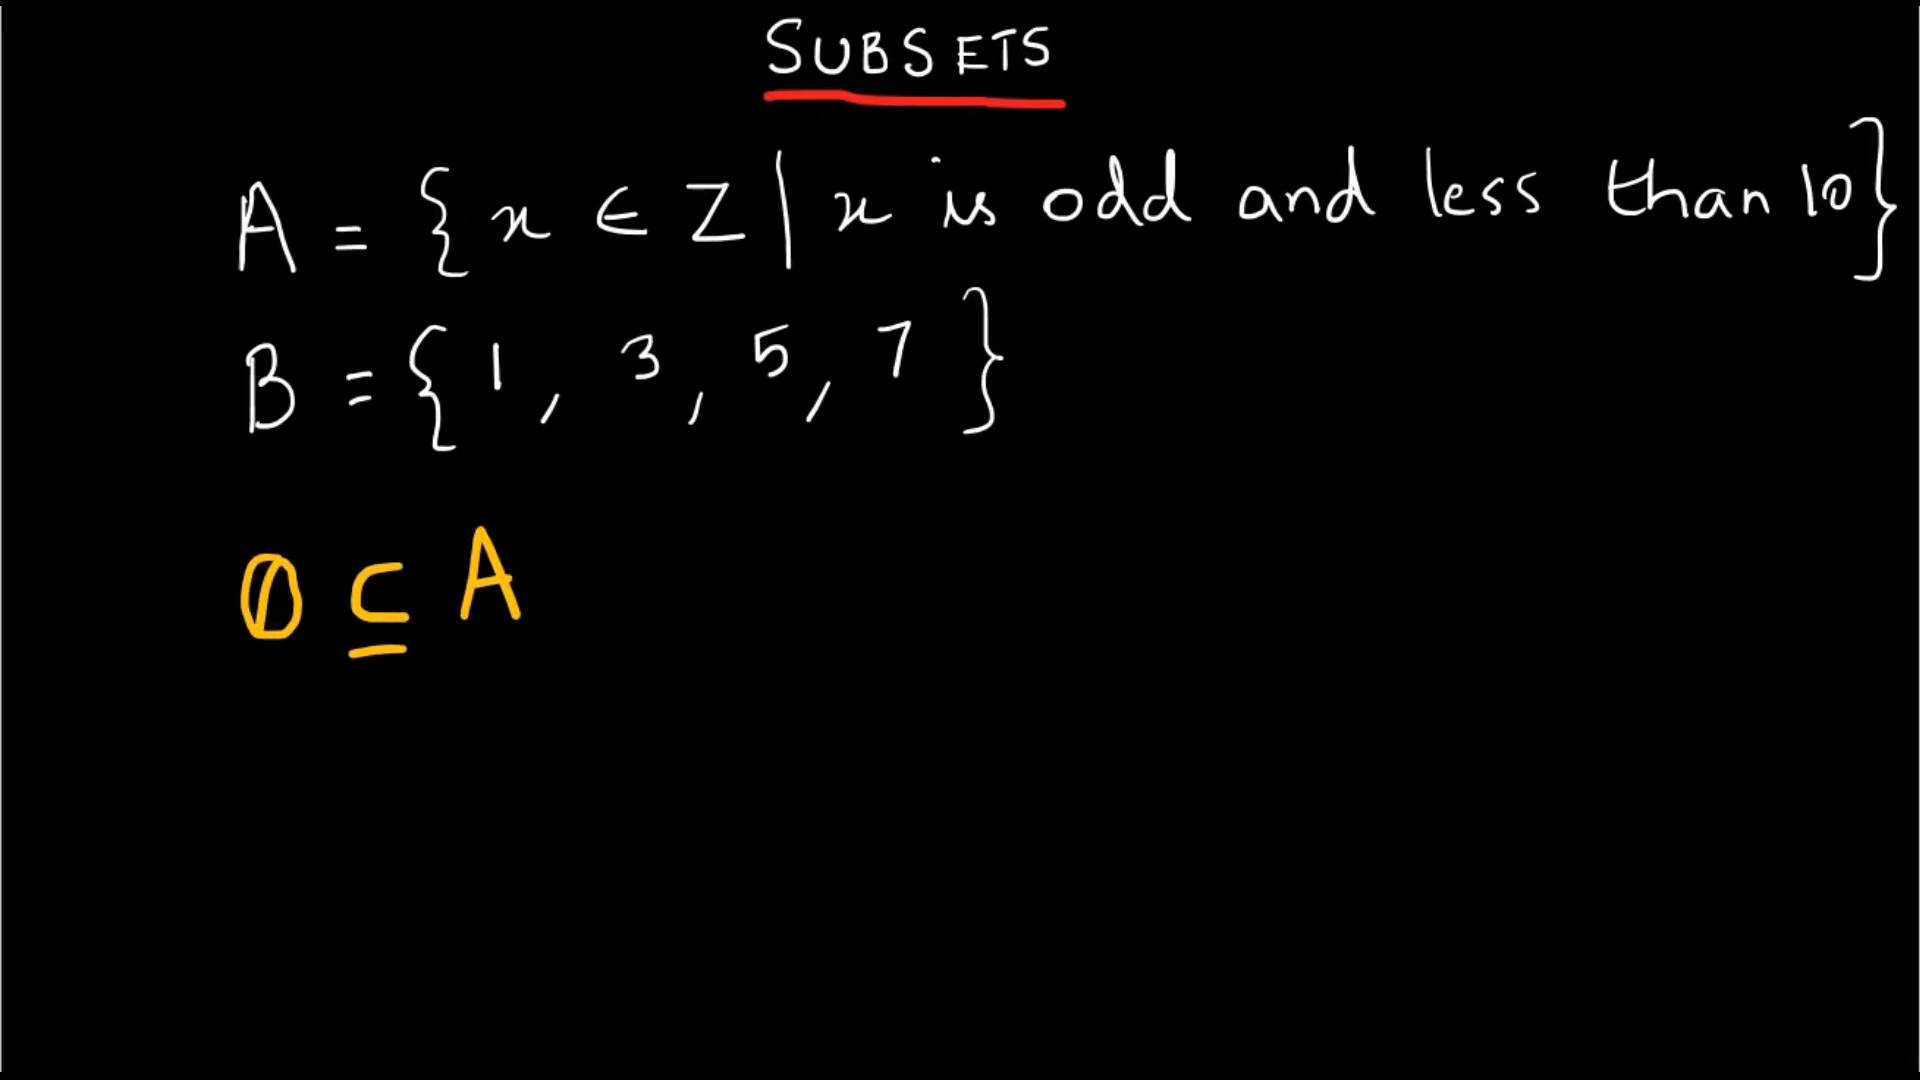 SUBSETS
A = { x ∈ Z | x is odd and less than 10 }
B = { 1 , 3 , 5 , 7 }
∅ ⊆ A